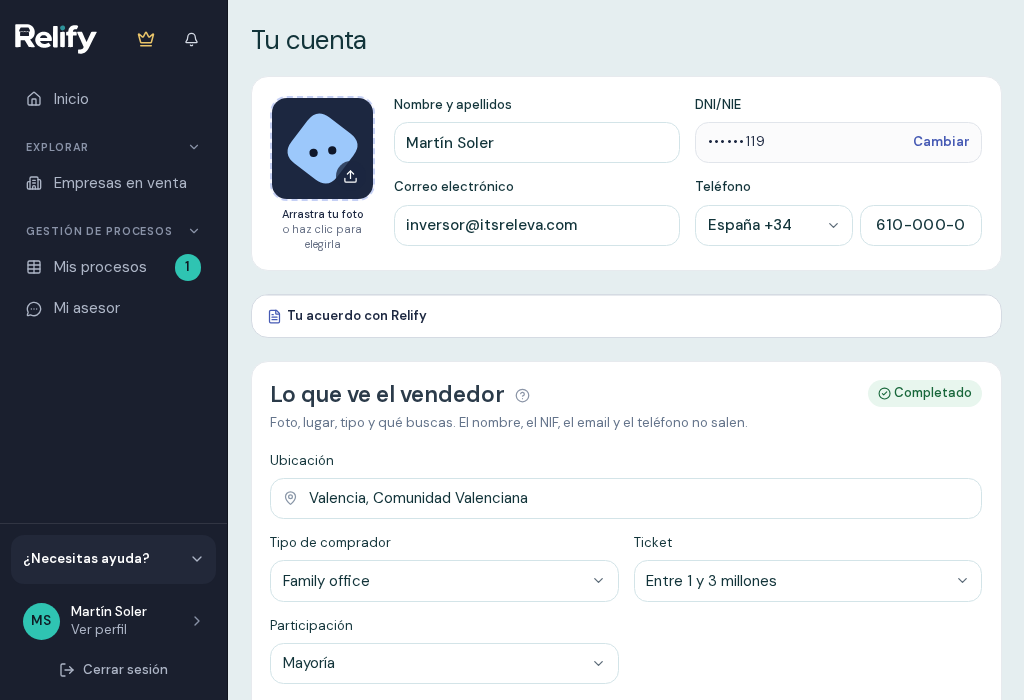 Relify
Inicio
EXPLORAR
Empresas en venta
GESTIÓN DE PROCESOS
Mis procesos 1
Mi asesor
¿Necesitas ayuda?
MS
Martín Soler
Ver perfil
Cerrar sesión
Tu cuenta
Arrastra tu foto
o haz clic para
elegirla
Nombre y apellidos
Martín Soler
DNI/NIE
••••••119 Cambiar
Correo electrónico
inversor@itsreleva.com
Teléfono
España +34 610-000-0
Tu acuerdo con Relify
Lo que ve el vendedor
Completado
Foto, lugar, tipo y qué buscas. El nombre, el NIF, el email y el teléfono no salen.
Ubicación
Valencia, Comunidad Valenciana
Tipo de comprador
Family office
Ticket
Entre 1 y 3 millones
Participación
Mayoría